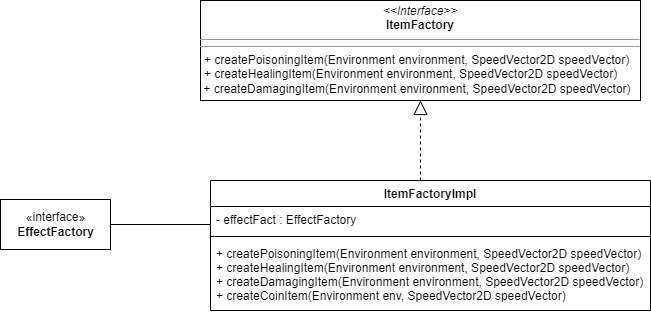 <<Interface>>
ItemFactory
+ createPoisoningItem(Environment environment, SpeedVector2D speedVector)
+ createHealingItem(Environment environment, SpeedVector2D speedVector)
+ createDamagingItem(Environment environment, SpeedVector2D speedVector)
«interface»
EffectFactory
ItemFactoryImpl
- effectFact : EffectFactory
+ createPoisoningItem(Environment environment, SpeedVector2D speedVector)
+ createHealingItem(Environment environment, SpeedVector2D speedVector)
+ createDamagingItem(Environment environment, SpeedVector2D speedVector)
+ createCoinItem(Environment env, SpeedVector2D speedVector)